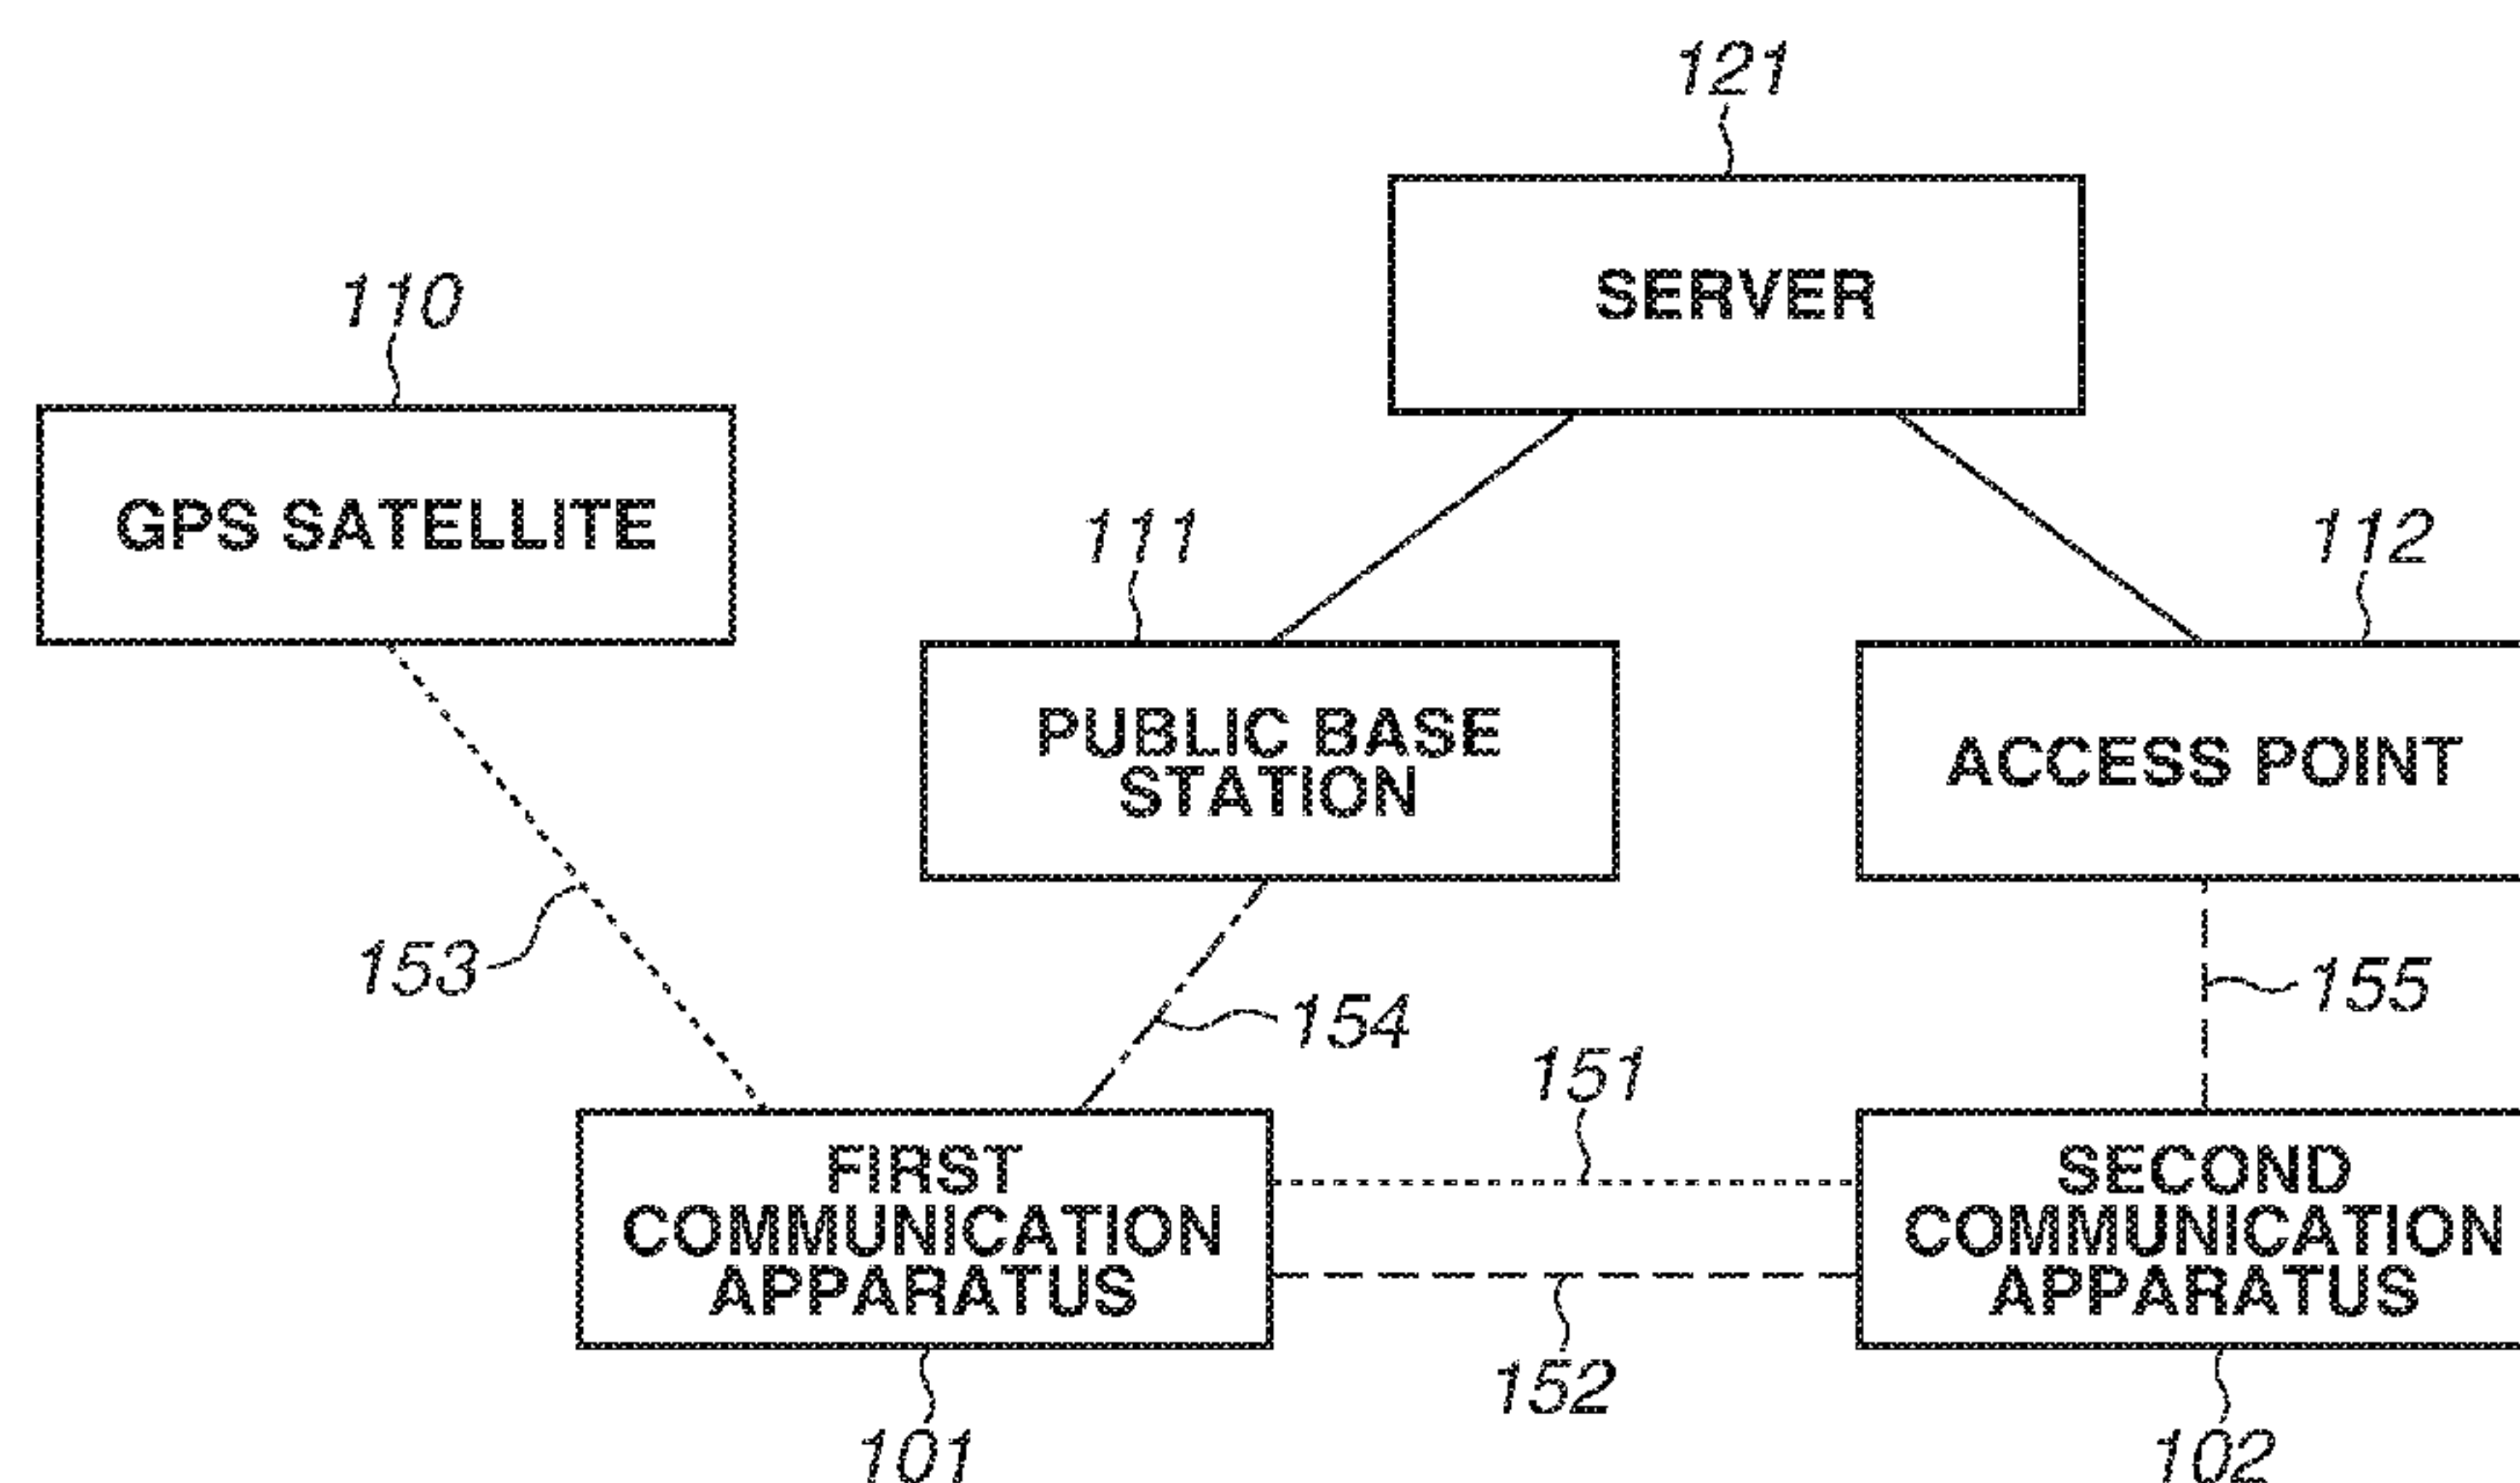 121
SERVER
110
GPS SATELLITE
111
112
PUBLIC BASE
STATION
ACCESS POINT
153
154
155
151
FIRST
COMMUNICATION
APPARATUS
SECOND
COMMUNICATION
APPARATUS
152
101
102